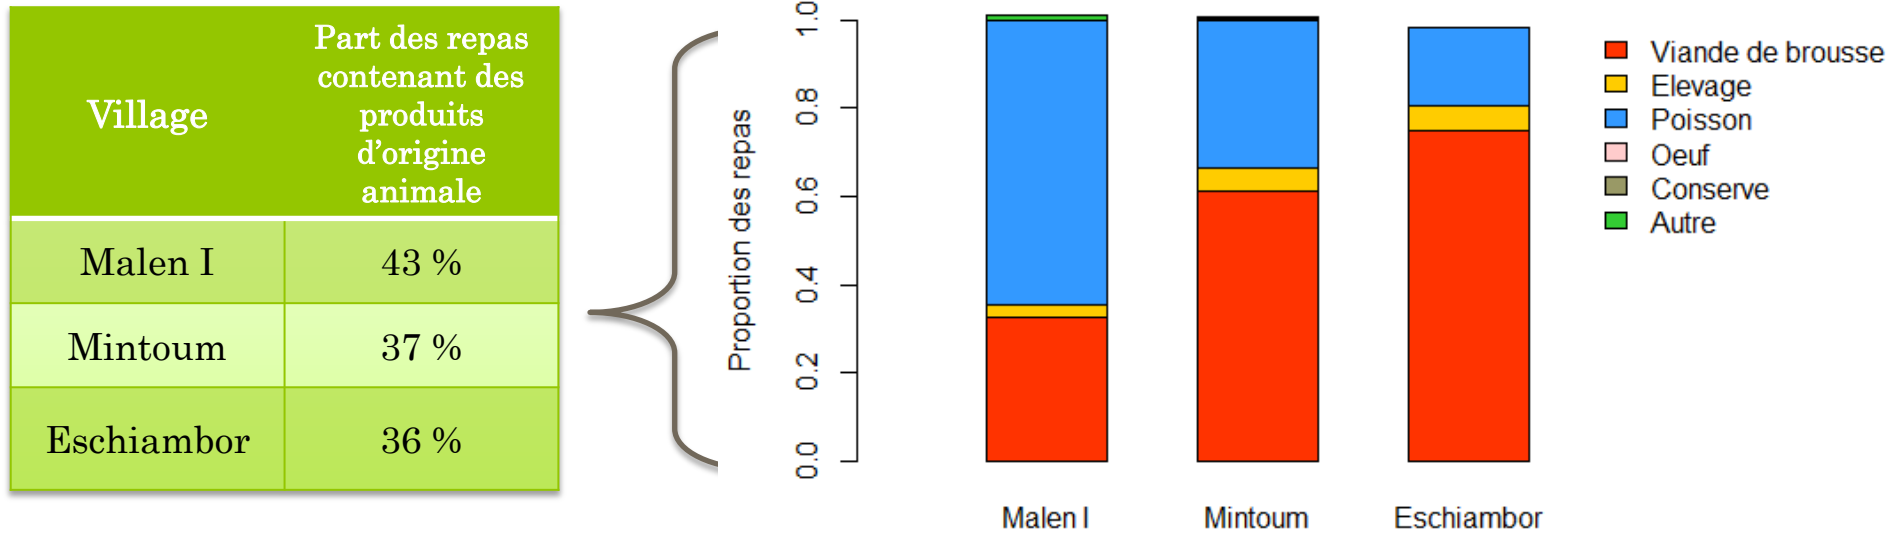 Village
Part des repas
contenant des
produits
d’origine
animale
Malen I
43 %
Mintoum
37 %
Eschiambor
36 %
Proportion des repas
1.0
0.8
0.6
0.4
0.2
0.0
Malen I
Mintoum
Eschiambor
Viande de brousse
Elevage
Poisson
Oeuf
Conserve
Autre